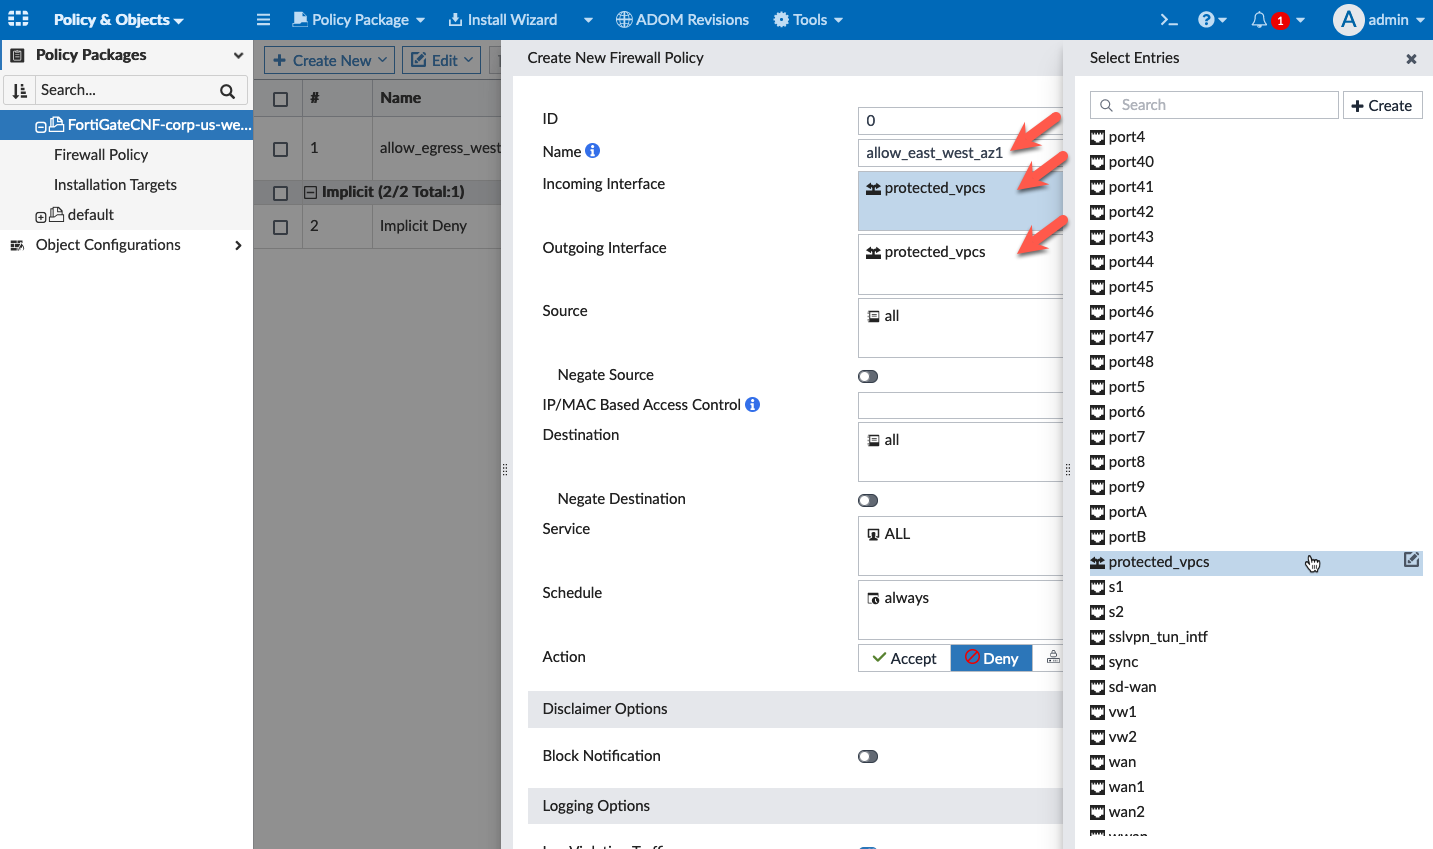 Policy & Objects
Policy Package
Install Wizard
ADOM Revisions
Tools
1
A
admin
Policy Packages
Search...
FortiGateCNF-corp-us-we...
Firewall Policy
Installation Targets
default
Object Configurations
Create New
Edit
# Name
1 allow_egress_west
Implicit (2/2 Total:1)
2 Implicit Deny
Create New Firewall Policy
ID 0
Name allow_east_west_az1
Incoming Interface protected_vpcs
Outgoing Interface protected_vpcs
Source all
Negate Source
IP/MAC Based Access Control
Destination all
Negate Destination
Service ALL
Schedule always
Action Accept Deny
Disclaimer Options
Block Notification
Logging Options
Select Entries
Search
Create
port4
port40
port41
port42
port43
port44
port45
port46
port47
port48
port5
port6
port7
port8
port9
portA
portB
protected_vpcs
s1
s2
sslvpn_tun_intf
sync
sd-wan
vw1
vw2
wan
wan1
wan2